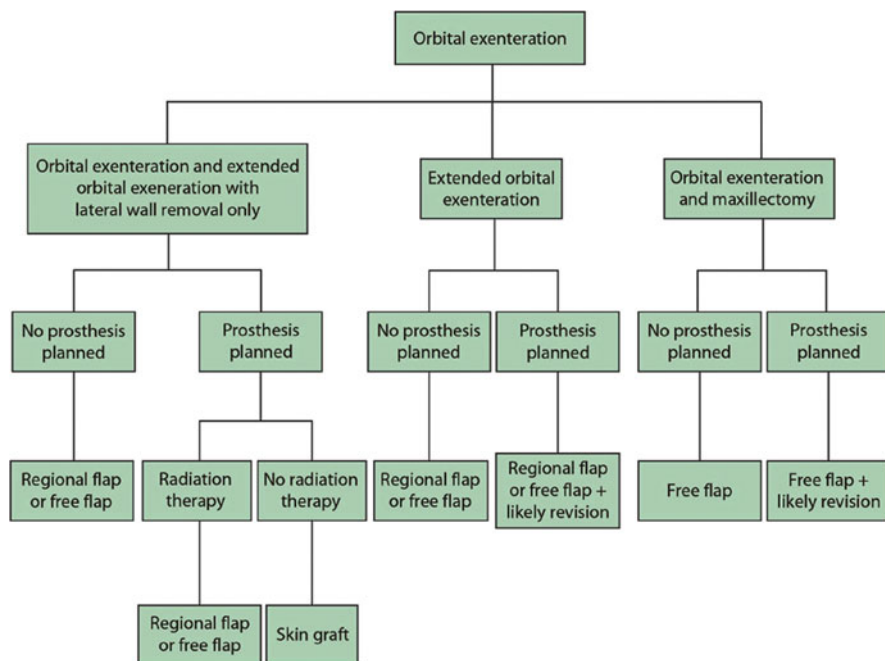 Orbital exenteration
Orbital exenteration and extended
orbital exeneration with
lateral wall removal only
Extended orbital
exenteration
Orbital exenteration
and maxillectomy
No prosthesis
planned
Prosthesis
planned
No prosthesis
planned
Prosthesis
planned
No prosthesis
planned
Prosthesis
planned
Regional flap
or free flap
Radiation
therapy
No radiation
therapy
Regional flap
or free flap
Regional flap
or free flap +
likely revision
Free flap
Free flap +
likely revision
Regional flap
or free flap
Skin graft